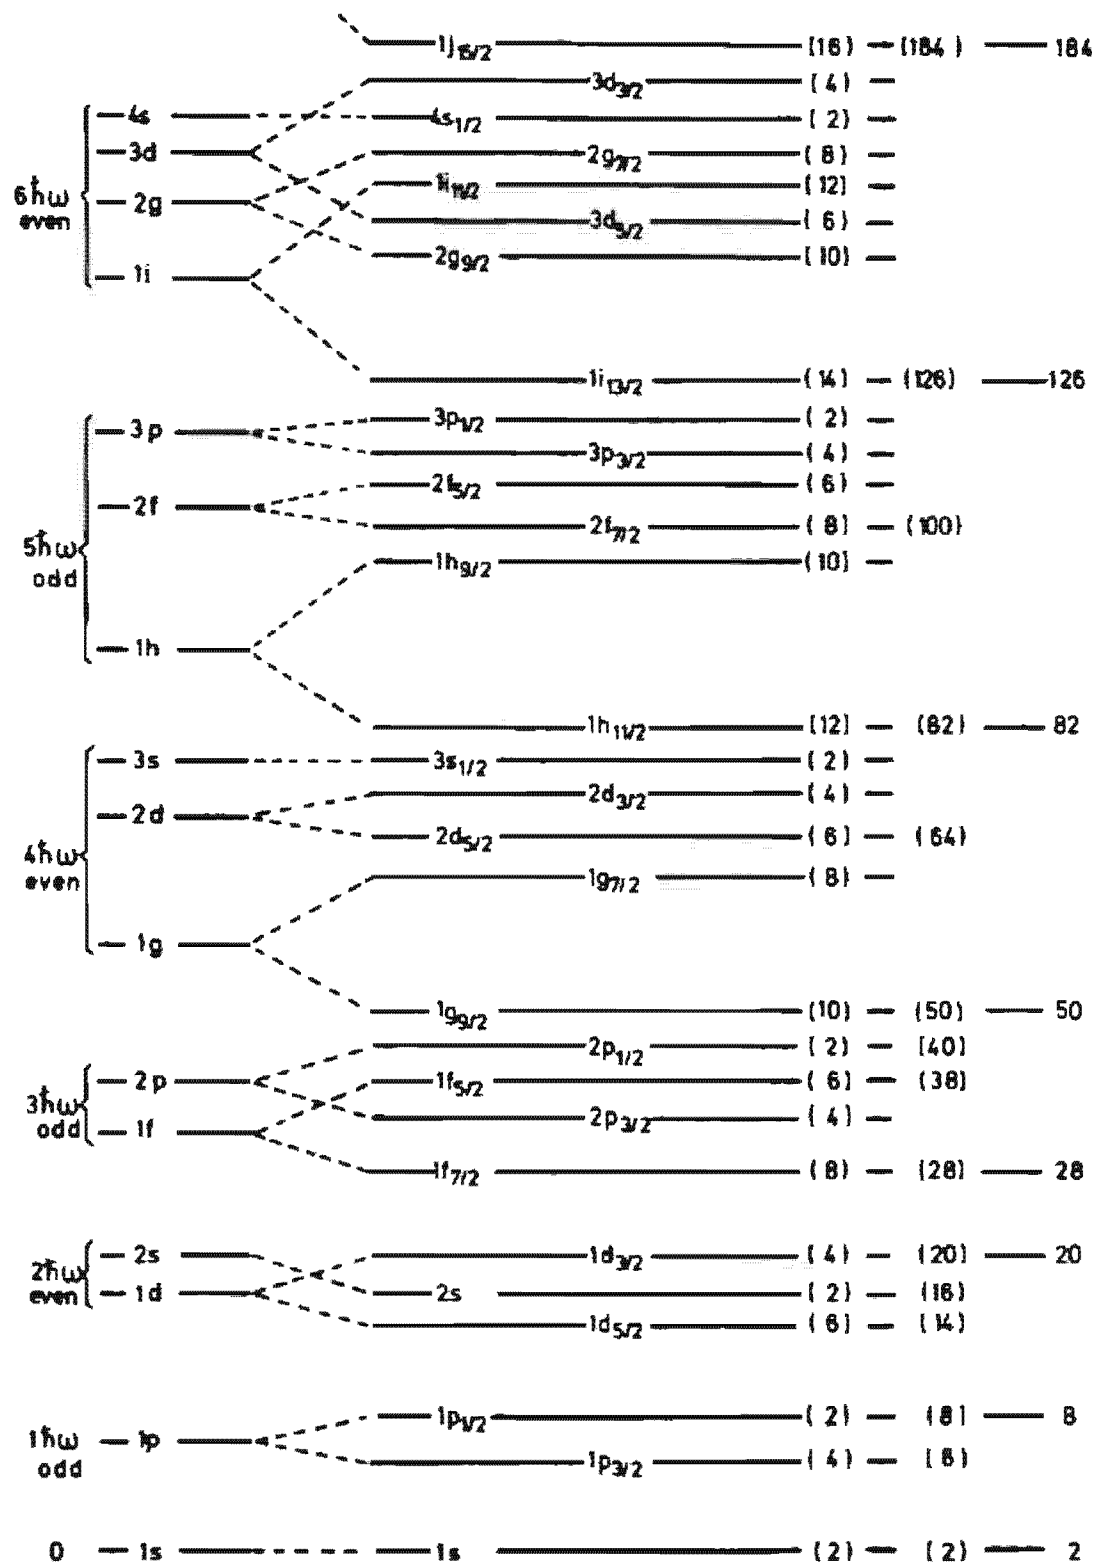 1j15/2 (16) (184) 184
3d3/2 (4)
4s 4s1/2 (2)
3d 2g7/2 (8)
6ħω 1i11/2 (12)
even 2g 3d5/2 (6)
2g9/2 (10)
1i
1i13/2 (14) (126) 126
3p 3p1/2 (2)
3p3/2 (4)
2f5/2 (6)
2f 2f7/2 (8) (100)
5ħω 1h9/2 (10)
odd
1h
1h11/2 (12) (82) 82
3s 3s1/2 (2)
2d3/2 (4)
2d 2d5/2 (6) (64)
4ħω
even 1g7/2 (8)
1g
1g9/2 (10) (50) 50
2p1/2 (2) (40)
2p 1f5/2 (6) (38)
3ħω
odd 1f 2p3/2 (4)
1f7/2 (8) (28) 28
2s 1d3/2 (4) (20) 20
2ħω
even 1d 2s (2) (16)
1d5/2 (6) (14)
1p1/2 (2) (8) 8
1ħω 1p
odd 1p3/2 (4) (6)
0 1s 1s (2) (2) 2